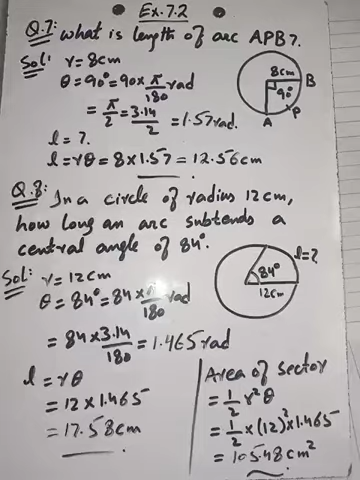 Ex.7.2
Q.7: What is length of arc APB?
Sol: r = 8cm
θ = 90° = 90 × π/180 rad
= π/2 = 3.14/2 = 1.57 rad.
l = ?
l = rθ = 8 × 1.57 = 12.56 cm
8cm
B
90°
P
A
Q.8: In a circle of radius 12cm,
how long an arc subtends a
central angle of 84°.
Sol: r = 12cm
θ = 84° = 84 × π/180 rad
= 84 × 3.14/180 = 1.465 rad
l = rθ
= 12 × 1.465
= 17.58cm
l = ?
84°
12cm
Area of sector
= 1/2 r²θ
= 1/2 × (12)² × 1.465
= 105.48 cm²